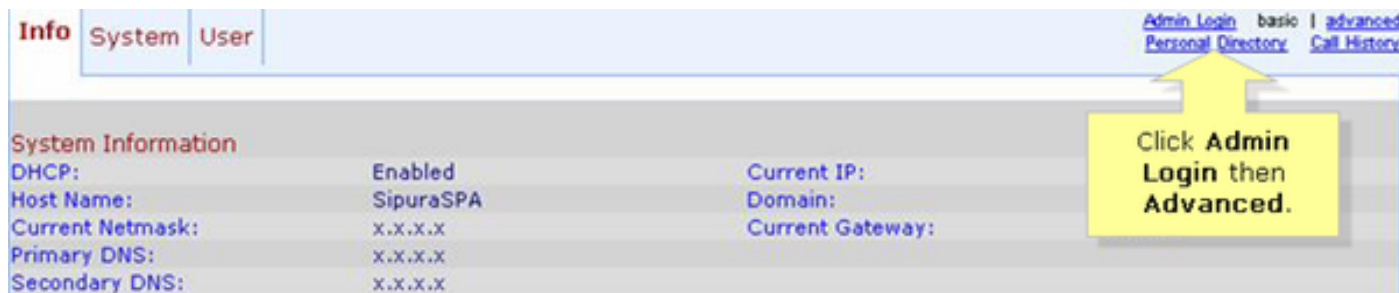 Info System User
Admin Login basic | advanced
Personal Directory Call History
System Information
DHCP: Enabled Current IP:
Host Name: SipuraSPA Domain:
Current Netmask: x.x.x.x Current Gateway:
Primary DNS: x.x.x.x
Secondary DNS: x.x.x.x
Click Admin
Login then
Advanced.